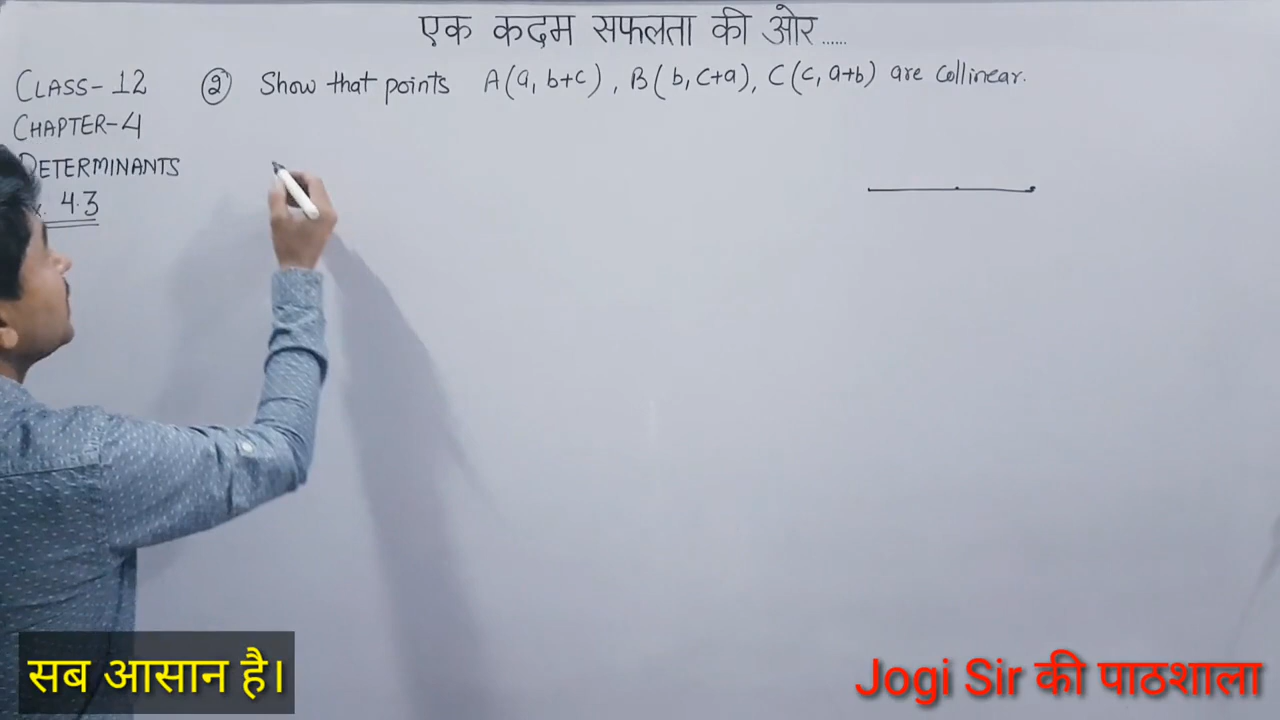 एक कदम सफलता की ओर......
CLASS-12
CHAPTER-4
DETERMINANTS
4.3
② Show that points A(a, b+c), B(b, c+a), C(c, a+b) are collinear.
सब आसान है।
Jogi Sir की पाठशाला